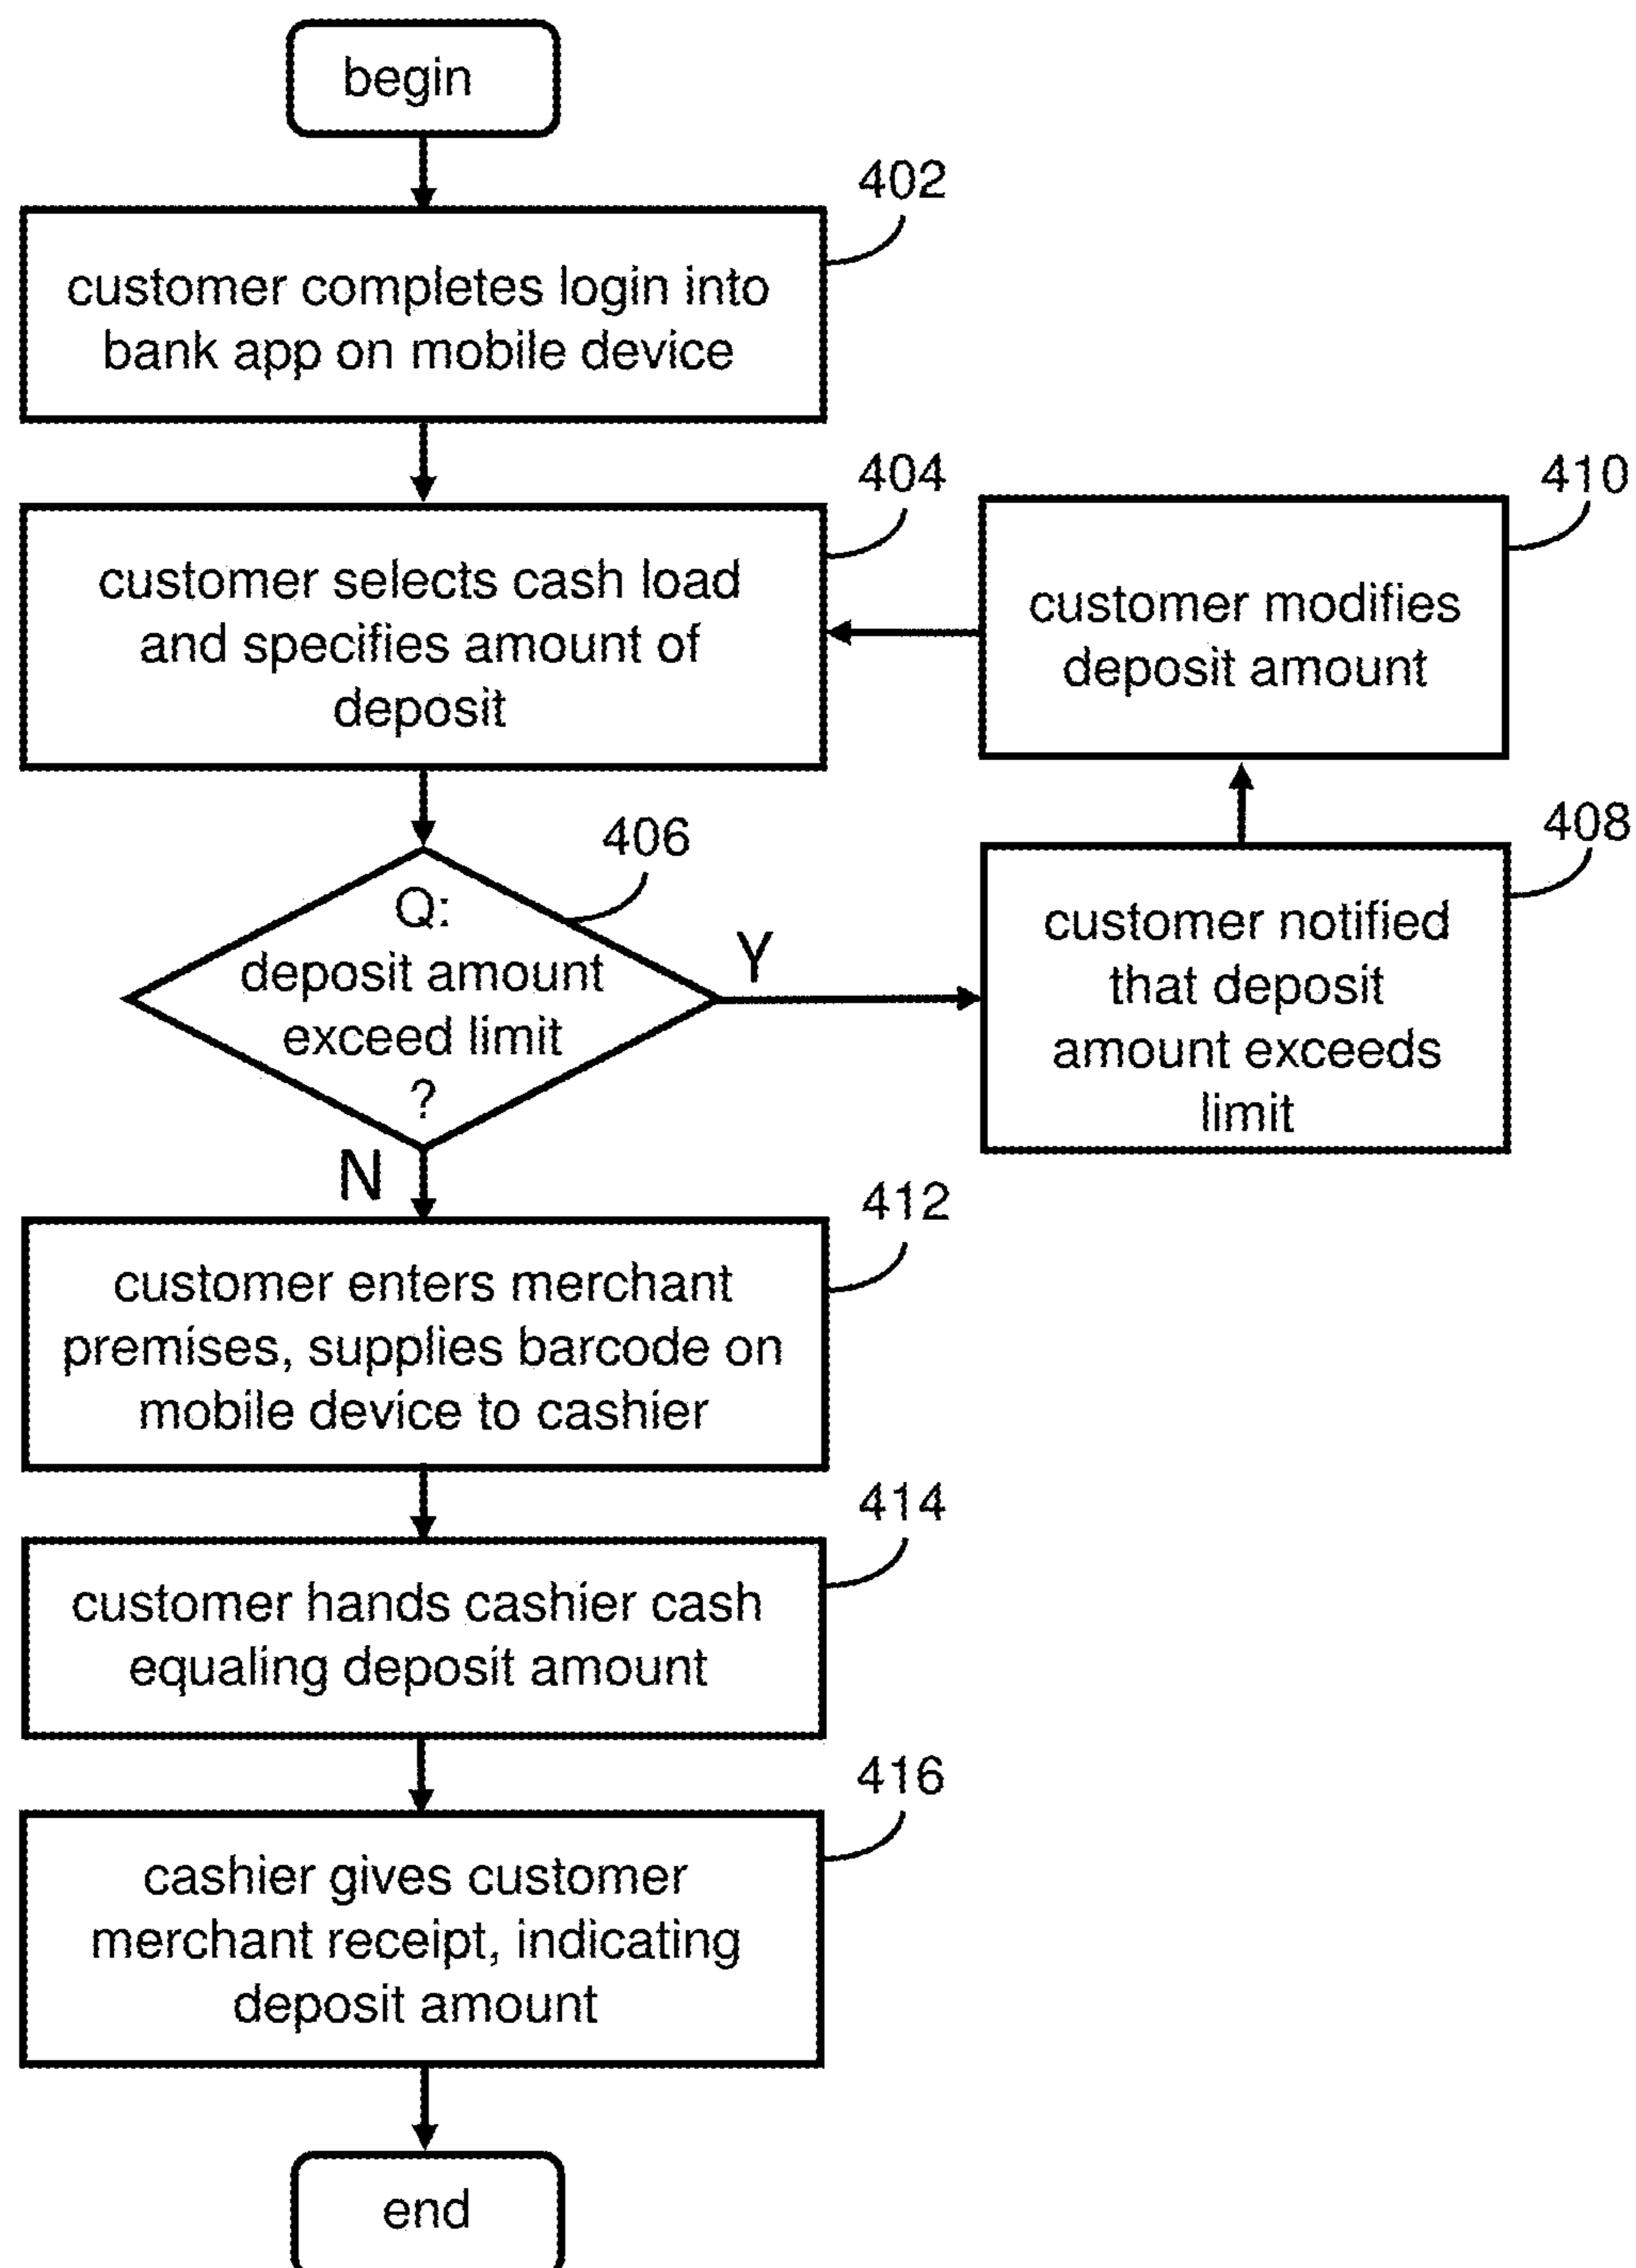 begin
402
customer completes login into
bank app on mobile device
404
customer selects cash load
and specifies amount of
deposit
410
customer modifies
deposit amount
406
Q:
deposit amount
exceed limit
?
Y
N
408
customer notified
that deposit
amount exceeds
limit
412
customer enters merchant
premises, supplies barcode on
mobile device to cashier
414
customer hands cashier cash
equaling deposit amount
416
cashier gives customer
merchant receipt, indicating
deposit amount
end